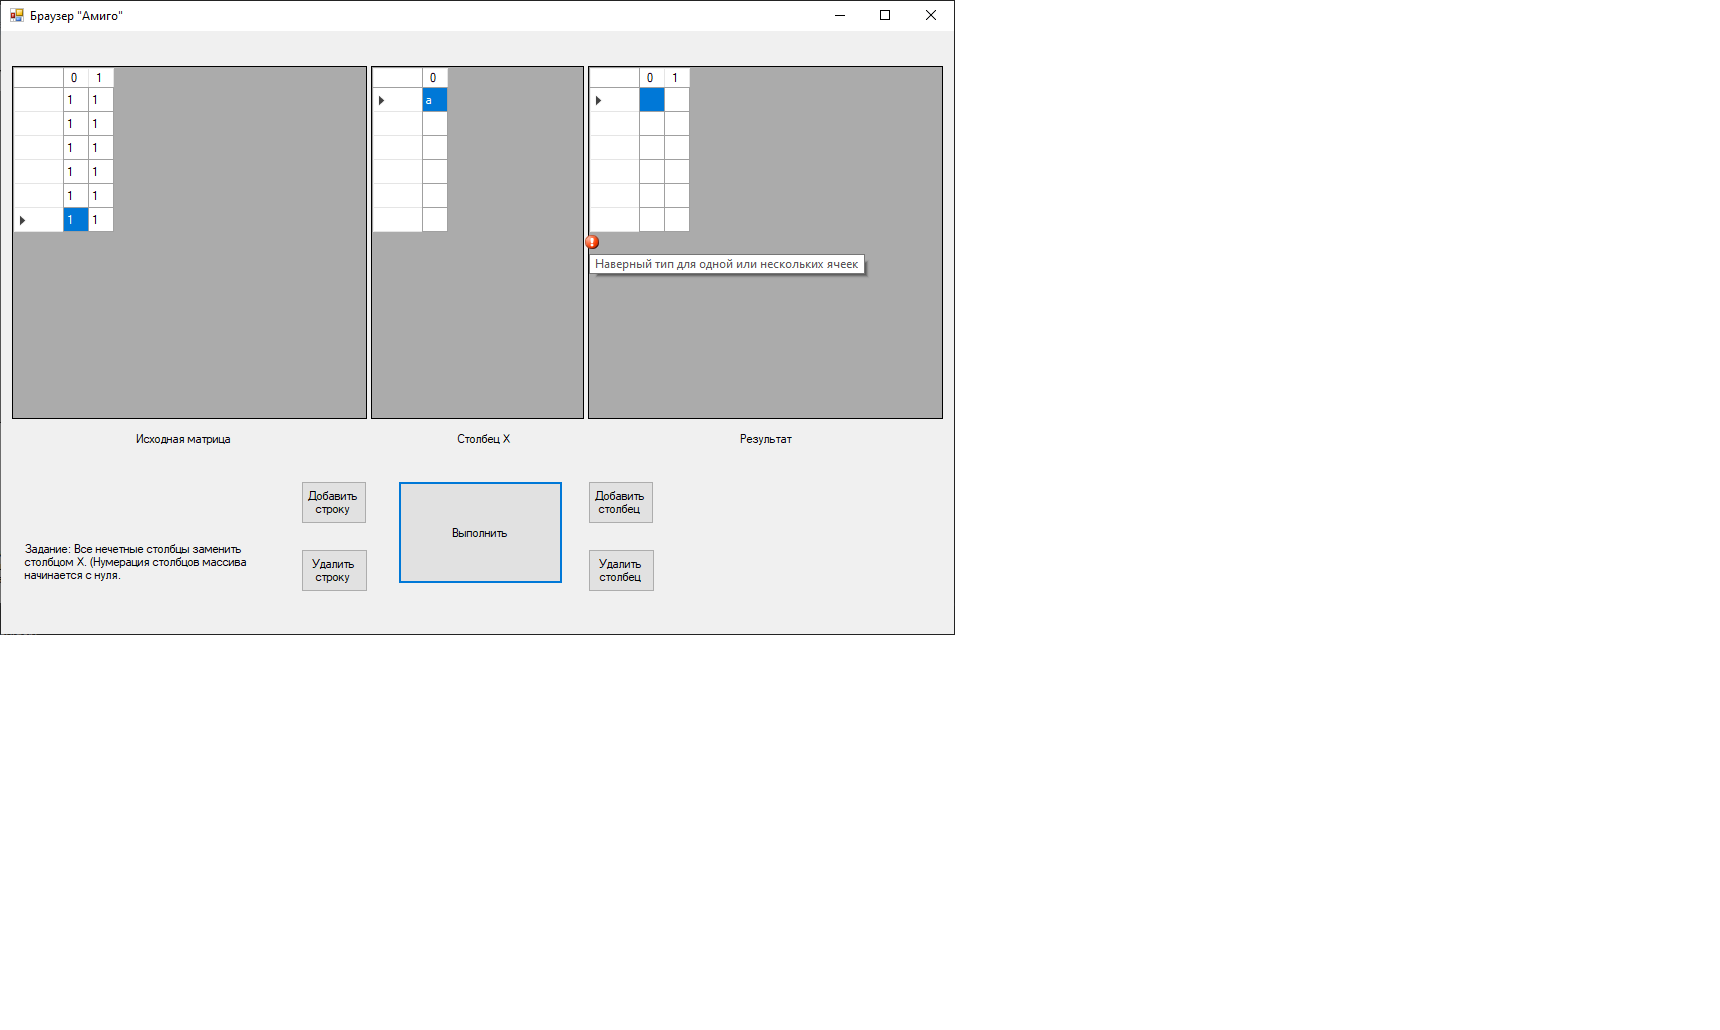 Браузер "Амиго"
0 1
1 1
1 1
1 1
1 1
1 1
1 1
0
a
0 1
Наверный тип для одной или нескольких ячеек
Исходная матрица
Столбец X
Результат
Добавить
строку
Выполнить
Добавить
столбец
Удалить
строку
Удалить
столбец
Задание: Все нечетные столбцы заменить
столбцом X. (Нумерация столбцов массива
начинается с нуля.